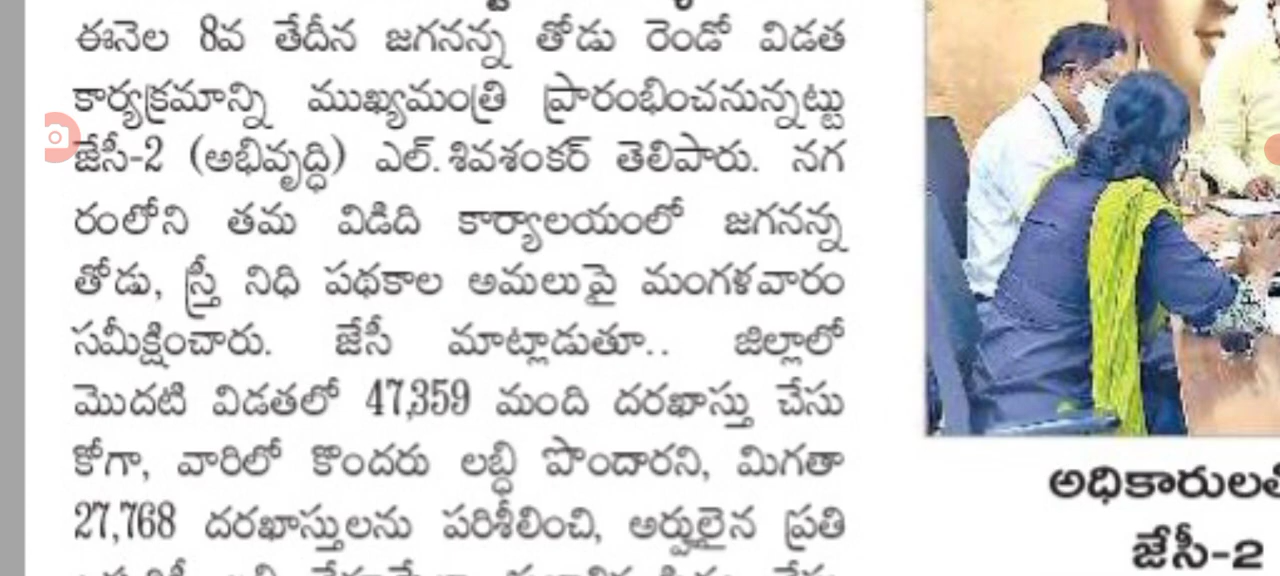 ఈనెల 8వ తేదీన జగనన్న తోడు రెండో విడత
కార్యక్రమాన్ని ముఖ్యమంత్రి ప్రారంభించనున్నట్టు
జేసీ-2 (అభివృద్ధి) ఎల్.శివశంకర్ తెలిపారు. నగ
రంలోని తమ విడిది కార్యాలయంలో జగనన్న
తోడు, స్త్రీ నిధి పథకాల అమలుపై మంగళవారం
సమీక్షించారు. జేసీ మాట్లాడుతూ.. జిల్లాలో
మొదటి విడతలో 47,359 మంది దరఖాస్తు చేసు
కోగా, వారిలో కొందరు లబ్ధి పొందారని, మిగతా
27,768 దరఖాస్తులను పరిశీలించి, అర్హులైన ప్రతి
అధికారులతో
జేసీ-2